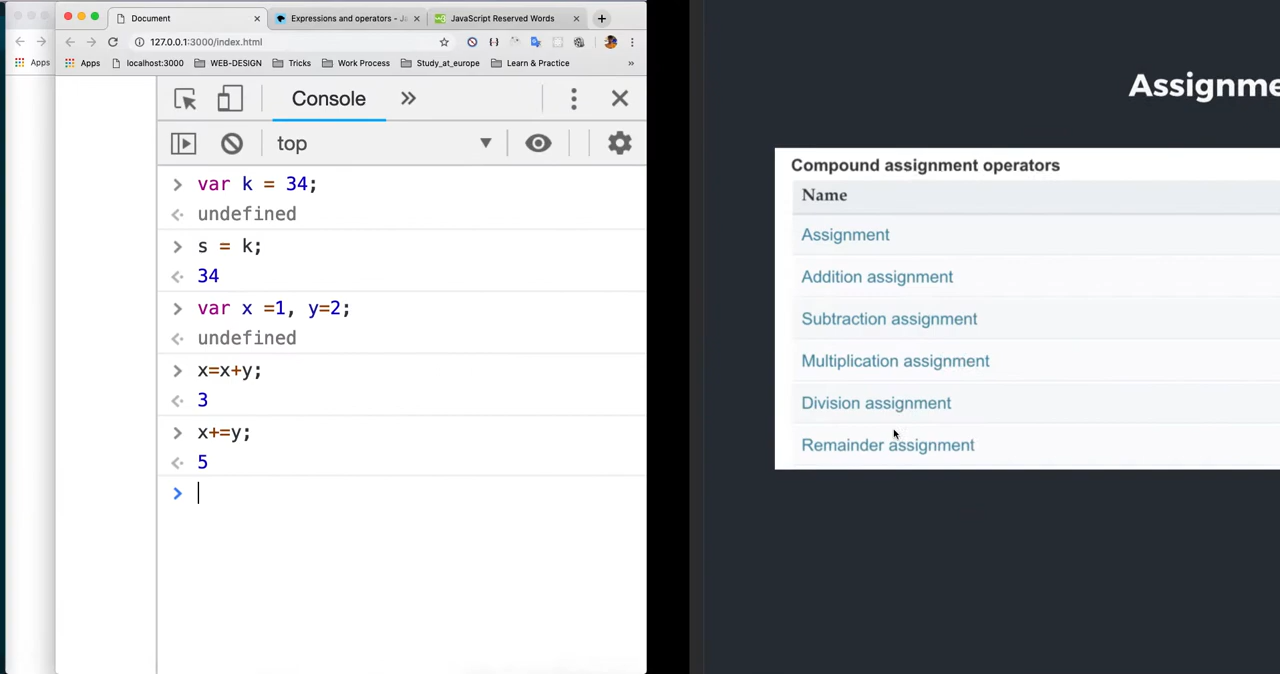 Document
Expressions and operators - Ja
JavaScript Reserved Words
127.0.0.1:3000/index.html
Apps
Apps
localhost:3000
WEB-DESIGN
Tricks
Work Process
Study_at_europe
Learn & Practice
»
Console
top
> var k = 34;
undefined
> s = k;
34
> var x =1, y=2;
undefined
> x=x+y;
3
> x+=y;
5
>
Assignme
Compound assignment operators
Name
Assignment
Addition assignment
Subtraction assignment
Multiplication assignment
Division assignment
Remainder assignment